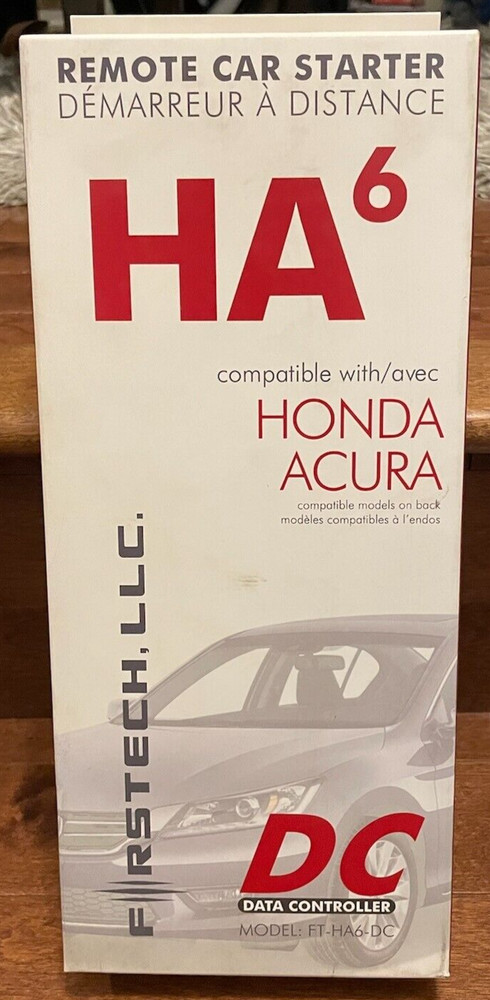 REMOTE CAR STARTER
DÉMARREUR À DISTANCE
HA⁶
compatible with/avec
HONDA
ACURA
compatible models on back
modèles compatibles à l'endos
FIRSTECH, LLC.
DC
DATA CONTROLLER
MODEL: FT-HA6-DC